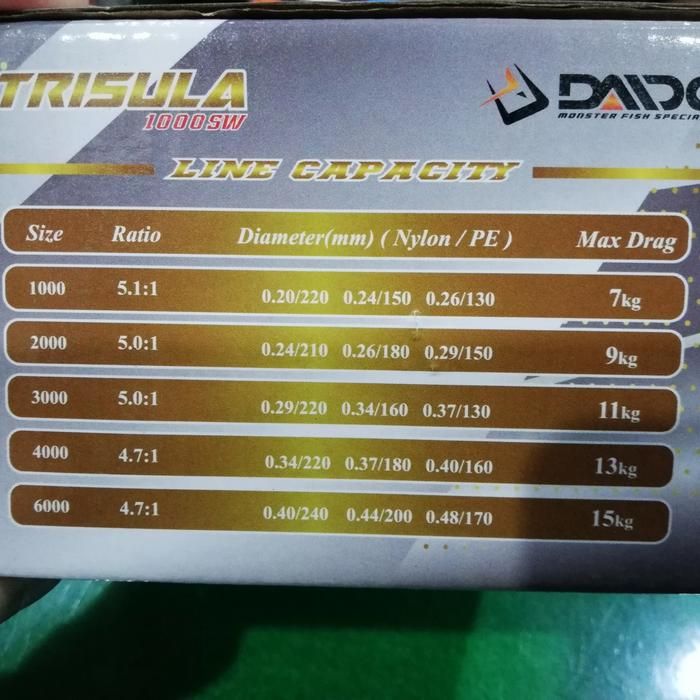 TRISULA
1000SW
DAIDO
MONSTER FISH SPECIA
LINE CAPACITY
Size Ratio Diameter(mm) ( Nylon / PE ) Max Drag
1000 5.1:1 0.20/220 0.24/150 0.26/130 7kg
2000 5.0:1 0.24/210 0.26/180 0.29/150 9kg
3000 5.0:1 0.29/220 0.34/160 0.37/130 11kg
4000 4.7:1 0.34/220 0.37/180 0.40/160 13kg
6000 4.7:1 0.40/240 0.44/200 0.48/170 15kg